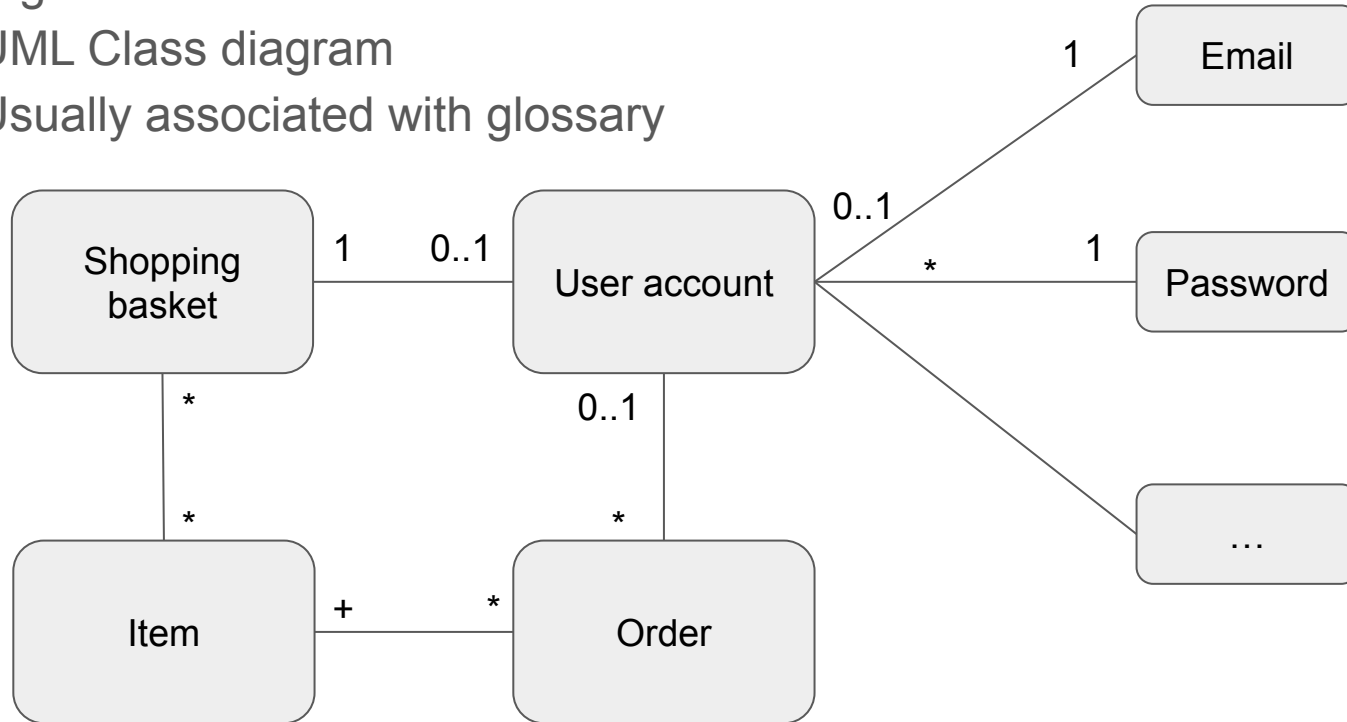 UML Class diagram
Usually associated with glossary
1
Email
0..1
Shopping
basket
1
0..1
User account
*
1
Password
*
0..1
*
*
…
Item
+
*
Order